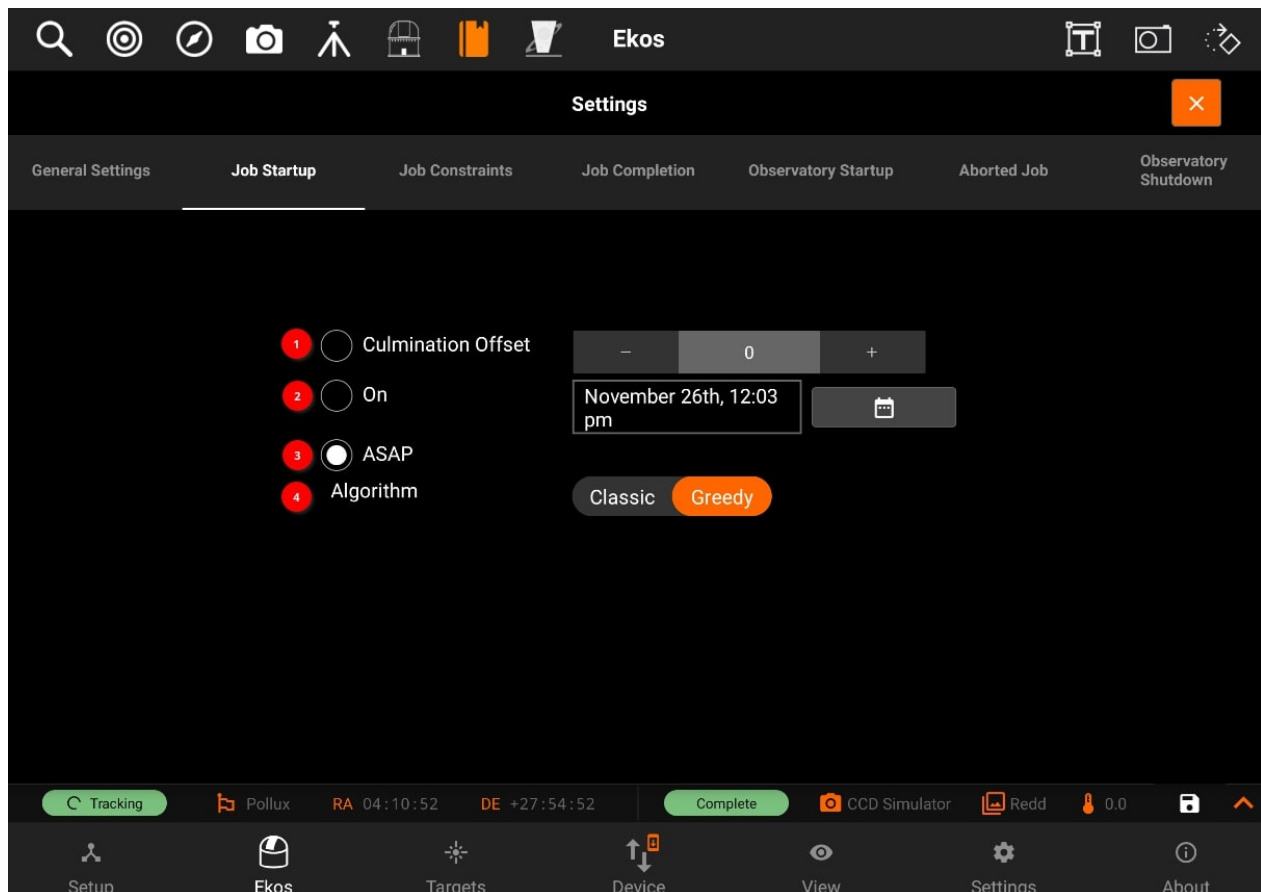 Ekos
Settings
General Settings
Job Startup
Job Constraints
Job Completion
Observatory Startup
Aborted Job
Observatory
Shutdown
1
Culmination Offset
−
0
+
2
On
November 26th, 12:03
pm
3
ASAP
4
Algorithm
Classic
Greedy
Tracking
Pollux
RA 04:10:52
DE +27:54:52
Complete
CCD Simulator
Redd
0.0
Setup
Ekos
Targets
Device
View
Settings
About